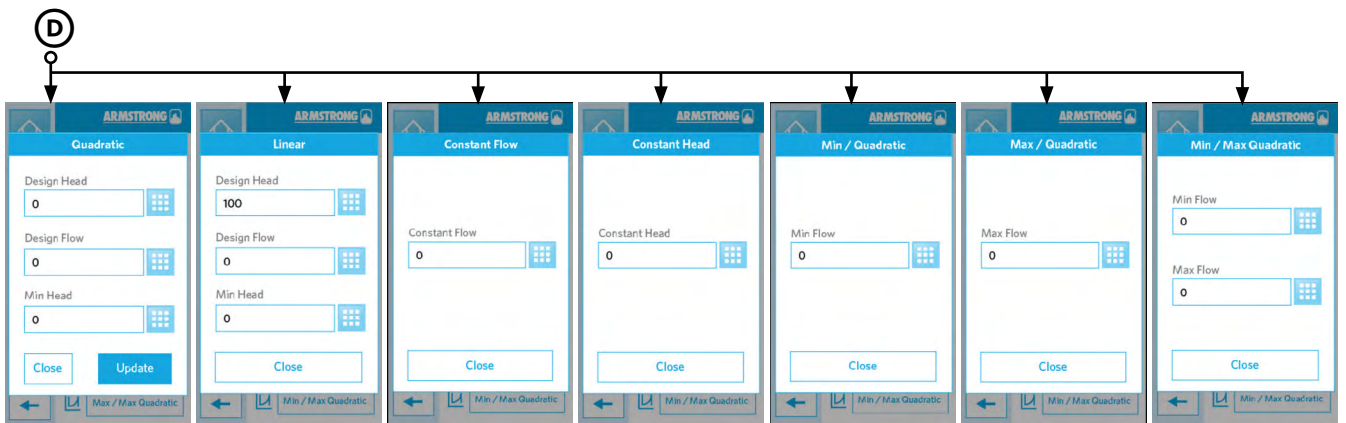 D
ARMSTRONG
Quadratic
Design Head
0
Design Flow
0
Min Head
0
Close
Update
Max / Max Quadratic
ARMSTRONG
Linear
Design Head
100
Design Flow
0
Min Head
0
Close
Min / Max Quadratic
ARMSTRONG
Constant Flow
Constant Flow
0
Close
Min / Max Quadratic
ARMSTRONG
Constant Head
Constant Head
0
Close
Min / Max Quadratic
ARMSTRONG
Min / Quadratic
Min Flow
0
Close
Min / Max Quadratic
ARMSTRONG
Max / Quadratic
Max Flow
0
Close
Min / Max Quadratic
ARMSTRONG
Min / Max Quadratic
Min Flow
0
Max Flow
0
Close
Min / Max Quadratic